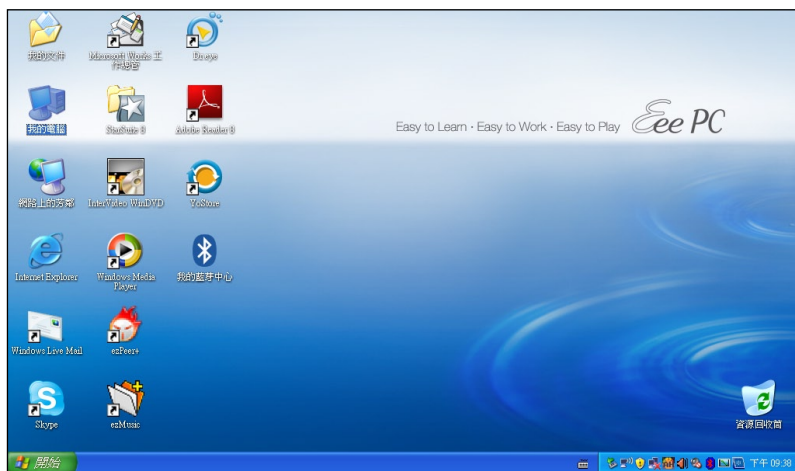 我的文件
Microsoft Works 工
作總管
Dr.eye
我的電腦
StarSuite 8
Adobe Reader 8
Easy to Learn · Easy to Work · Easy to Play Eee PC
網路上的芳鄰
InterVideo WinDVD
YoStore
Internet Explorer
Windows Media
Player
我的藍芽中心
Windows Live Mail
ezPeer+
Skype
ezMusic
資源回收筒
開始
下午 09:38